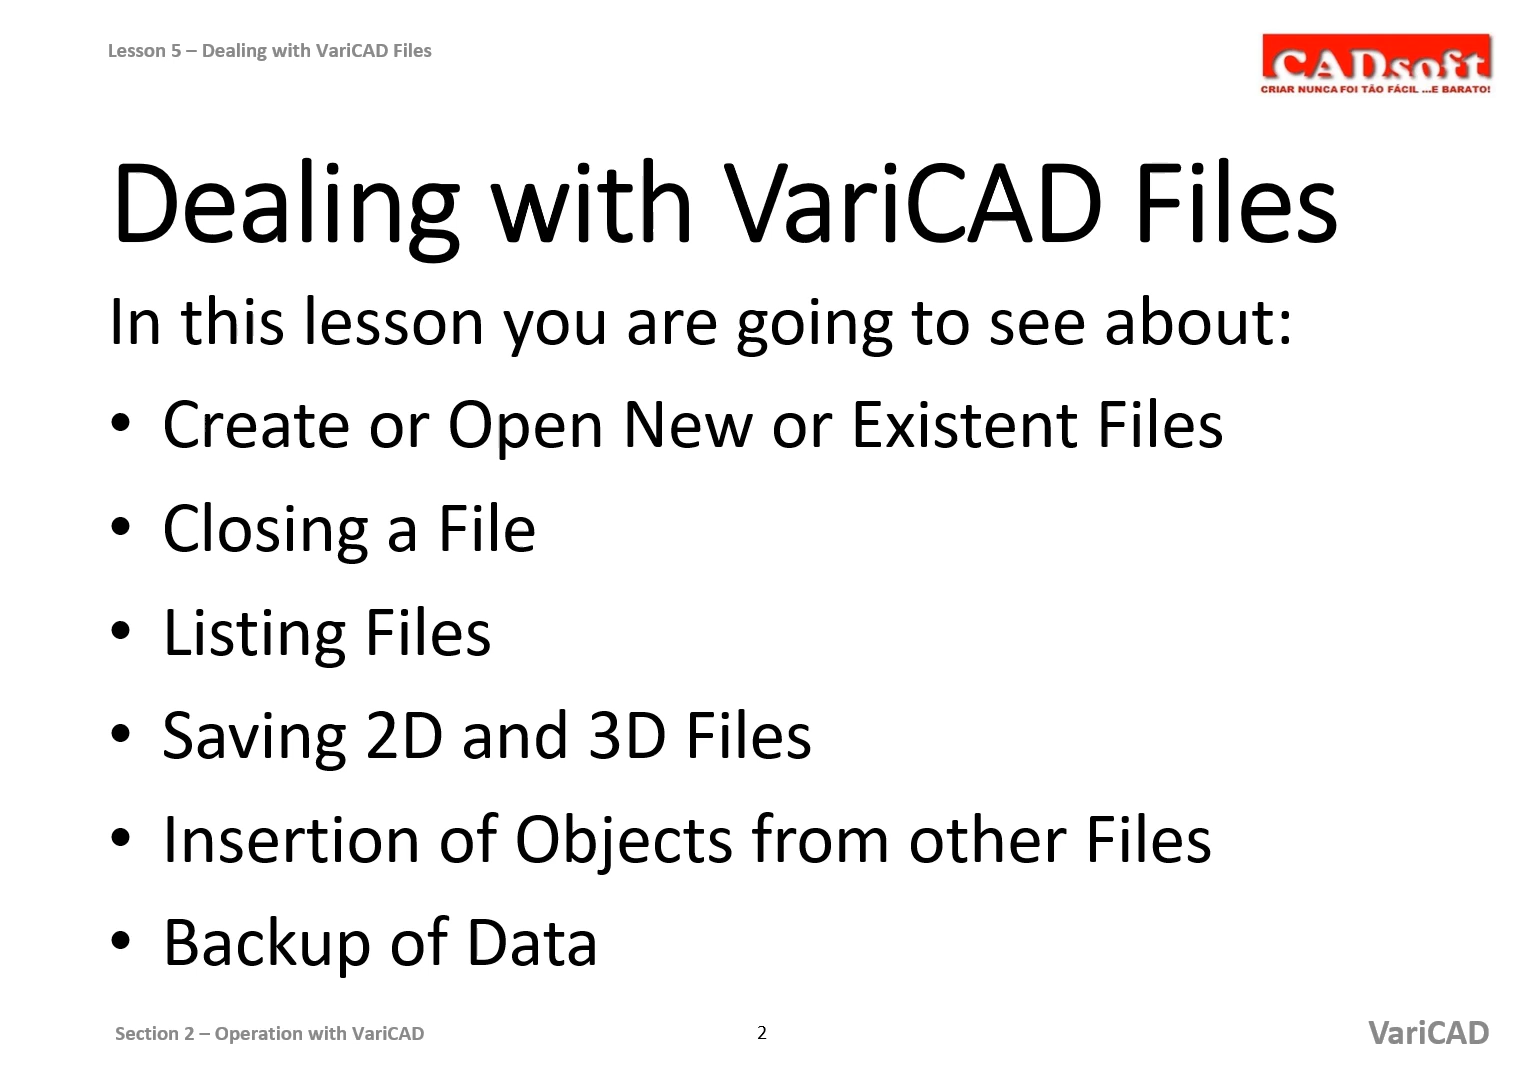 Lesson 5 – Dealing with VariCAD Files
CADsoft
CRIAR NUNCA FOI TÃO FÁCIL ...E BARATO!
Dealing with VariCAD Files
In this lesson you are going to see about:
• Create or Open New or Existent Files
• Closing a File
• Listing Files
• Saving 2D and 3D Files
• Insertion of Objects from other Files
• Backup of Data
Section 2 – Operation with VariCAD
2
VariCAD